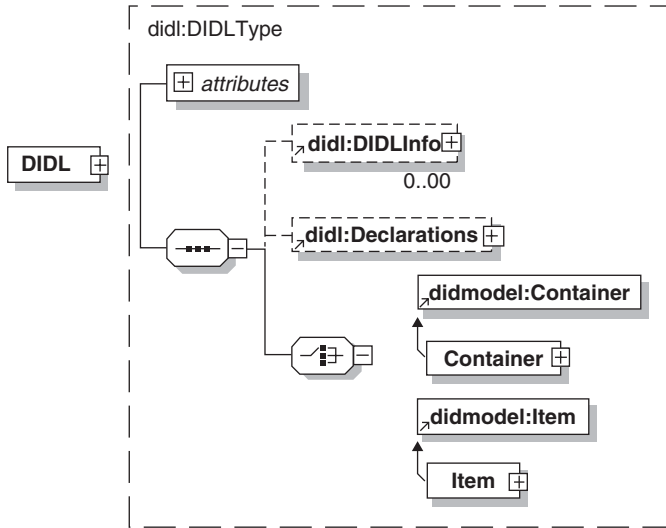 didl:DIDLType
attributes
didl:DIDLInfo
0..00
DIDL
didl:Declarations
didmodel:Container
Container
didmodel:Item
Item